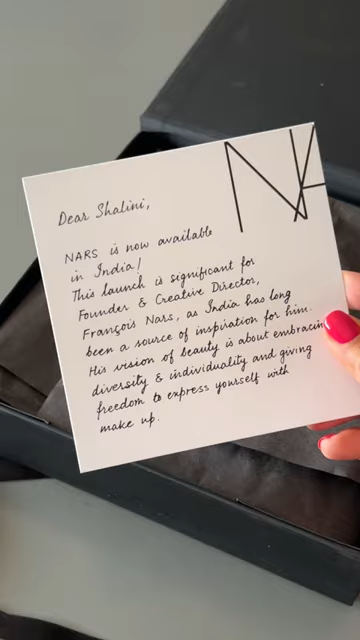 Dear Shalini,
NARS is now available
in India!
This launch is significant for
Founder & Creative Director,
François Nars, as India has long
been a source of inspiration for him.
His vision of beauty is about embracing
diversity & individuality and giving
freedom to express yourself with
make up.